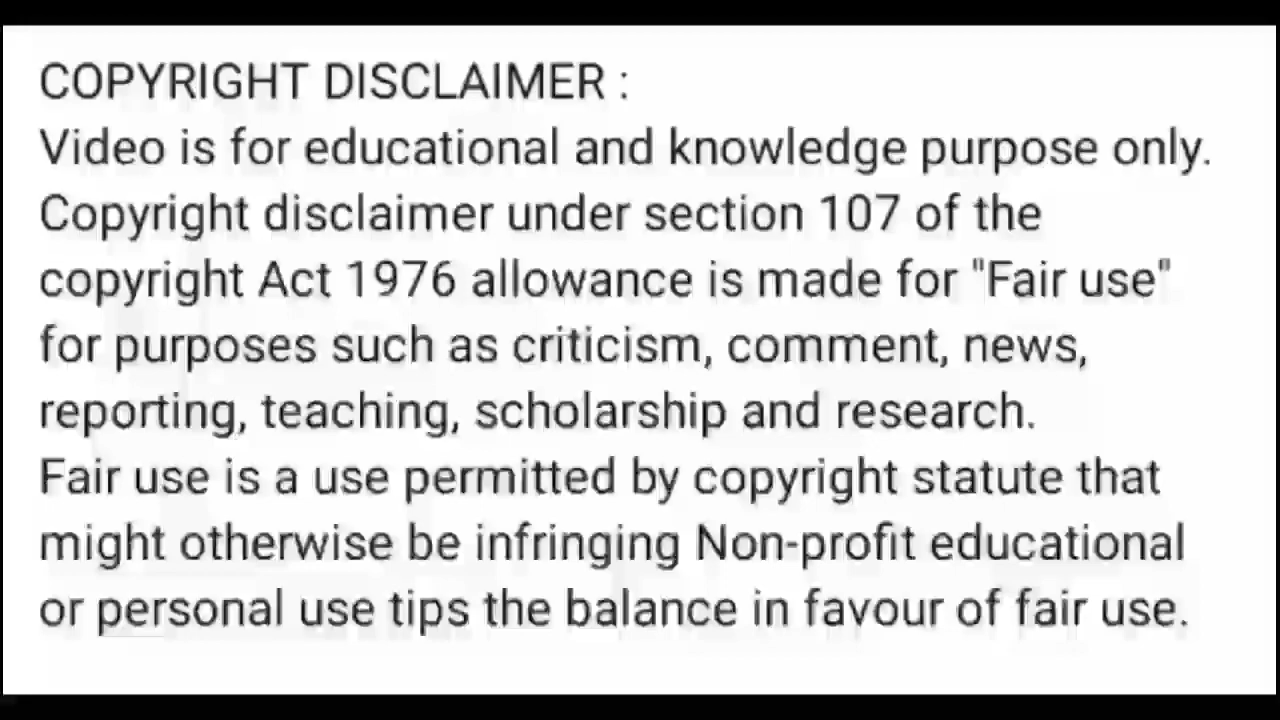 COPYRIGHT DISCLAIMER :
Video is for educational and knowledge purpose only.
Copyright disclaimer under section 107 of the
copyright Act 1976 allowance is made for "Fair use"
for purposes such as criticism, comment, news,
reporting, teaching, scholarship and research.
Fair use is a use permitted by copyright statute that
might otherwise be infringing Non-profit educational
or personal use tips the balance in favour of fair use.